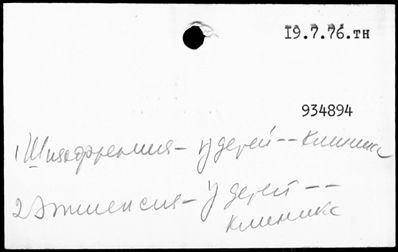 19.7.76.тн
934894
1) Шизофрения - у детей -- клиника
2) Эпилепсия - у детей --
клиника